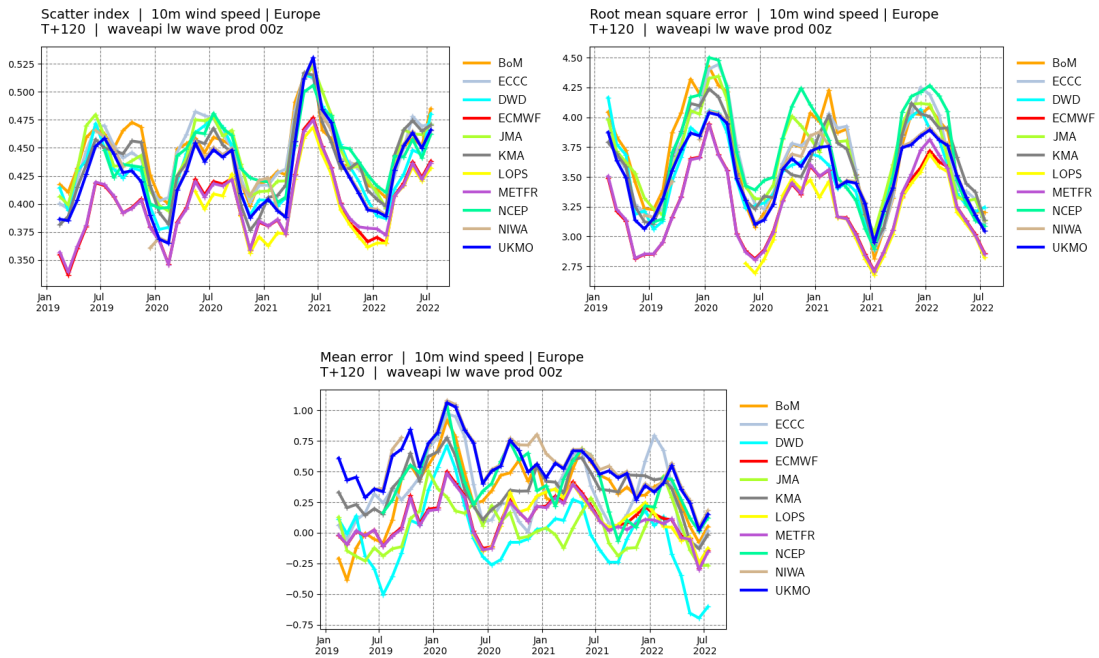 Scatter index | 10m wind speed | Europe
T+120 | waveapi lw wave prod 00z
0.525
0.500
0.475
0.450
0.425
0.400
0.375
0.350
Jan 2019
Jul 2019
Jan 2020
Jul 2020
Jan 2021
Jul 2021
Jan 2022
Jul 2022
BoM
ECCC
DWD
ECMWF
JMA
KMA
LOPS
METFR
NCEP
NIWA
UKMO
Root mean square error | 10m wind speed | Europe
T+120 | waveapi lw wave prod 00z
4.50
4.25
4.00
3.75
3.50
3.25
3.00
2.75
Jan 2019
Jul 2019
Jan 2020
Jul 2020
Jan 2021
Jul 2021
Jan 2022
Jul 2022
BoM
ECCC
DWD
ECMWF
JMA
KMA
LOPS
METFR
NCEP
NIWA
UKMO
Mean error | 10m wind speed | Europe
T+120 | waveapi lw wave prod 00z
1.00
0.75
0.50
0.25
0.00
−0.25
−0.50
−0.75
Jan 2019
Jul 2019
Jan 2020
Jul 2020
Jan 2021
Jul 2021
Jan 2022
Jul 2022
BoM
ECCC
DWD
ECMWF
JMA
KMA
LOPS
METFR
NCEP
NIWA
UKMO